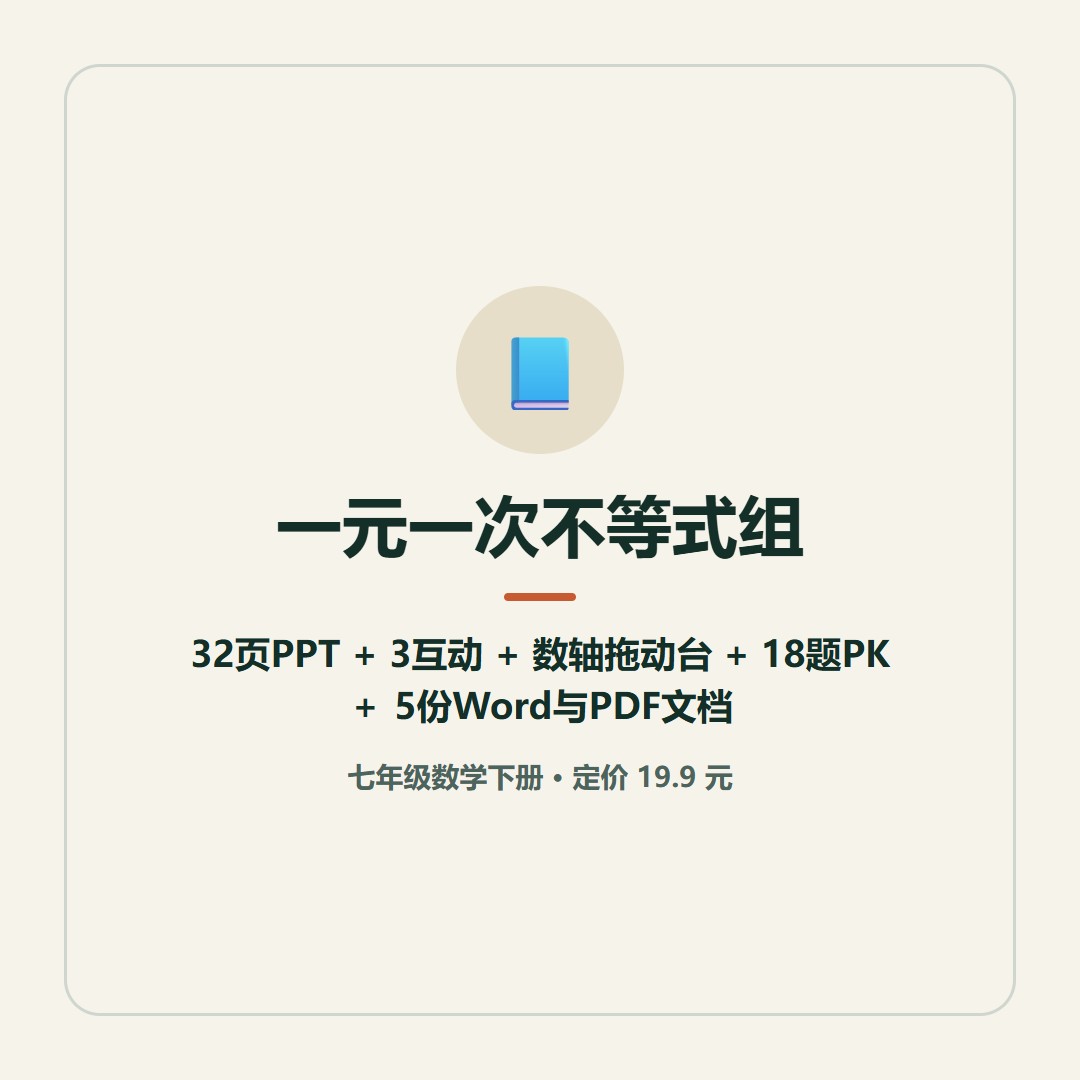 一元一次不等式组
32页PPT + 3互动 + 数轴拖动台 + 18题PK
+ 5份Word与PDF文档
七年级数学下册 • 定价 19.9 元